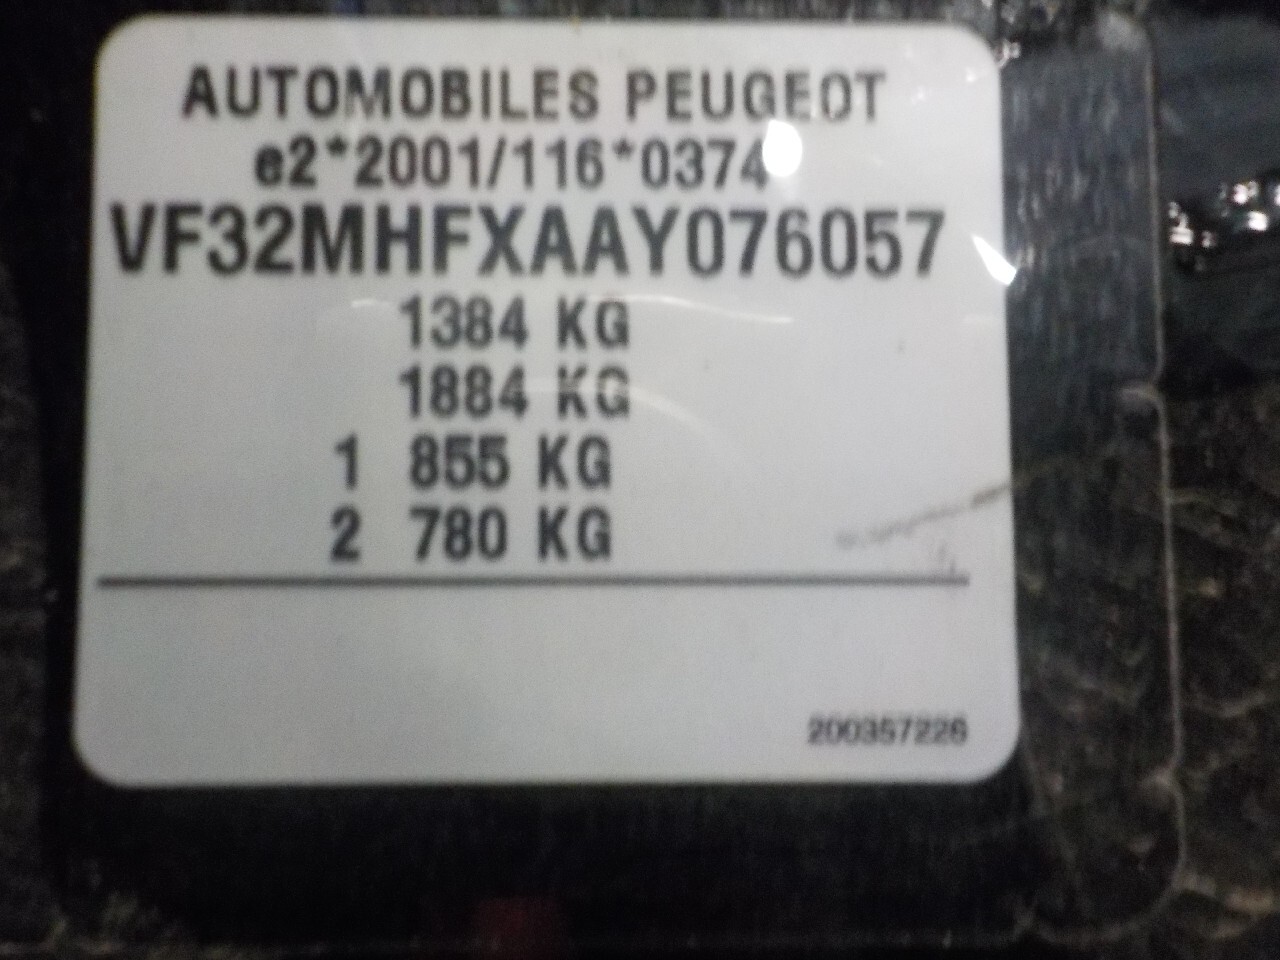 AUTOMOBILES PEUGEOT
e2*2001/116*0374
VF32MHFXAAY076057
1384 KG
1884 KG
1 855 KG
2 780 KG
200357226